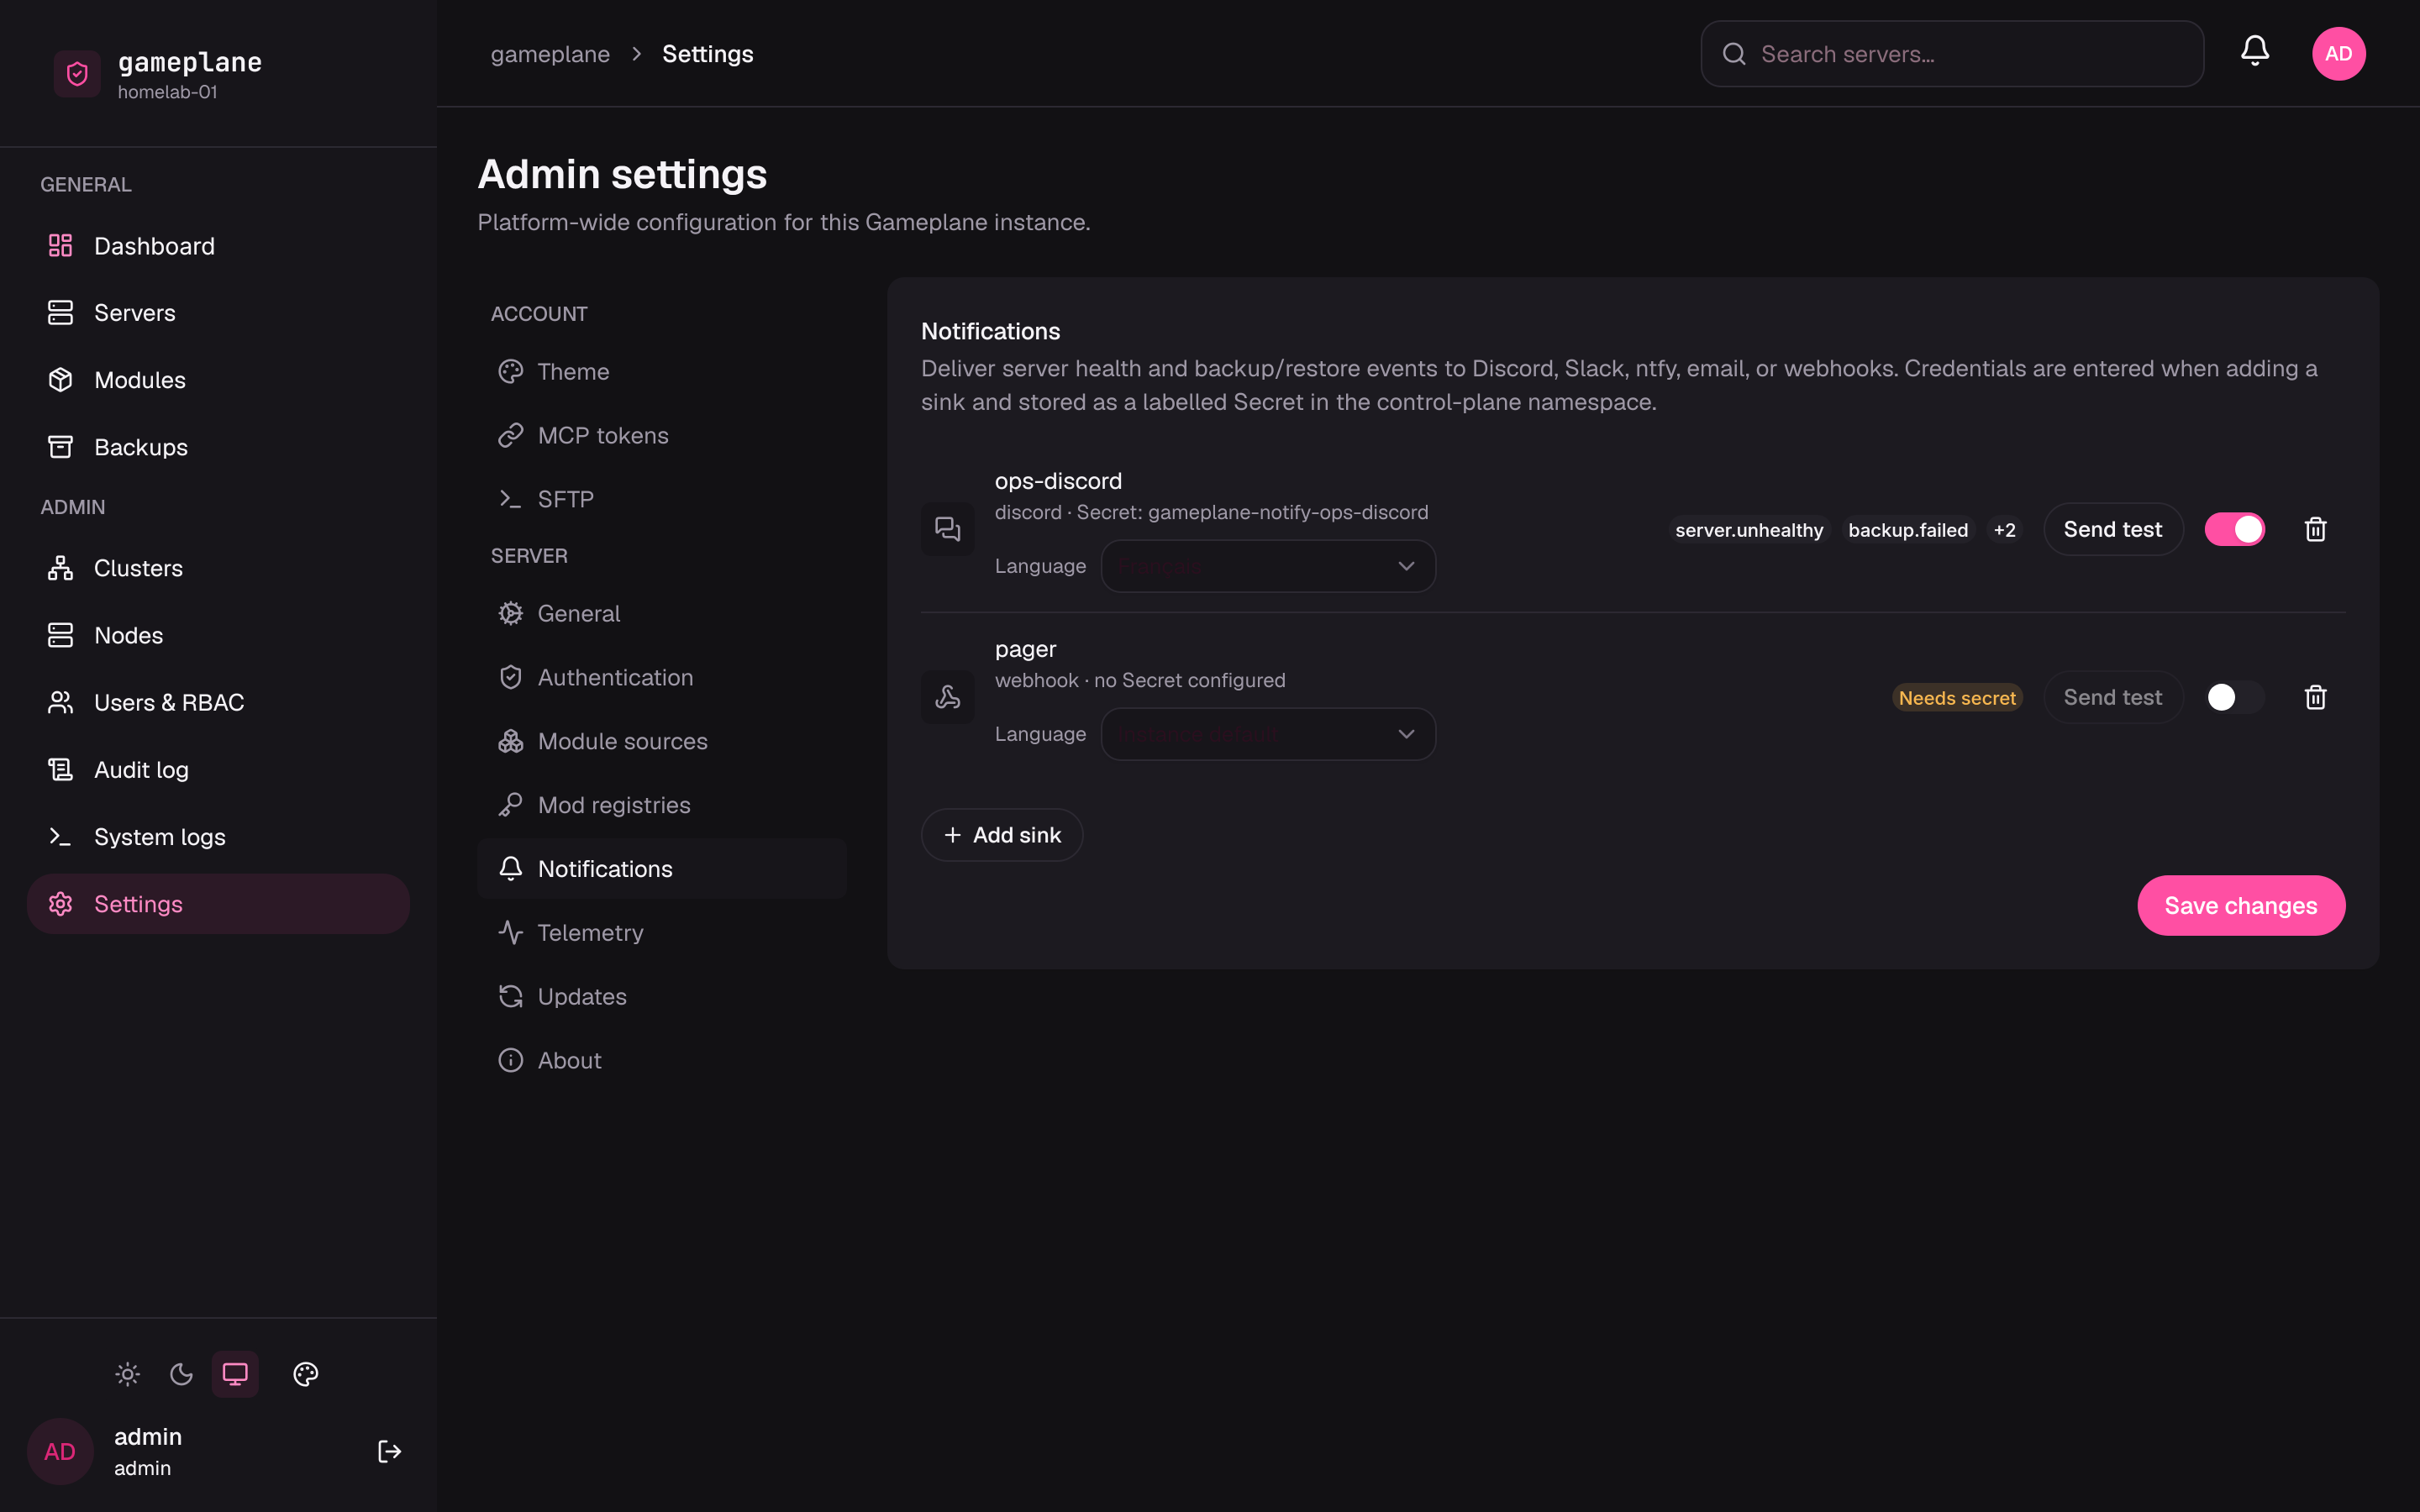 gameplane
homelab-01
GENERAL
Dashboard
Servers
Modules
Backups
ADMIN
Clusters
Nodes
Users & RBAC
Audit log
System logs
Settings
AD
admin
admin
gameplane
Settings
Search servers...
AD
Admin settings
Platform-wide configuration for this Gameplane instance.
ACCOUNT
Theme
MCP tokens
SFTP
SERVER
General
Authentication
Module sources
Mod registries
Notifications
Telemetry
Updates
About
Notifications
Deliver server health and backup/restore events to Discord, Slack, ntfy, email, or webhooks. Credentials are entered when adding a
sink and stored as a labelled Secret in the control-plane namespace.
ops-discord
discord · Secret: gameplane-notify-ops-discord
Language Français
server.unhealthy backup.failed +2 Send test
pager
webhook · no Secret configured
Language Instance default
Needs secret Send test
Add sink
Save changes